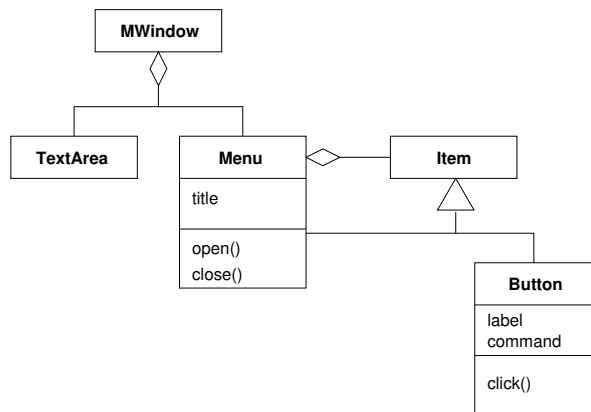 MWindow
TextArea
Menu
Item
title
open()
close()
Button
label
command
click()